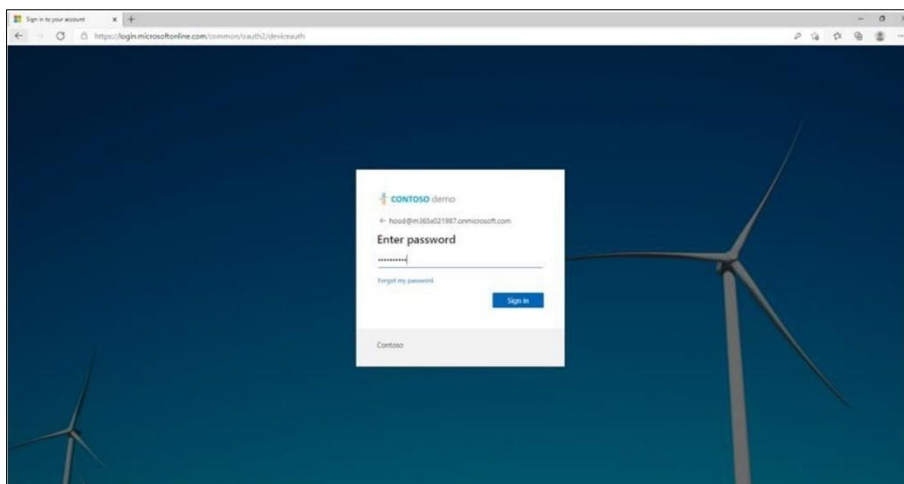 Sign in to your account
https://login.microsoftonline.com/common/oauth2/deviceauth
CONTOSO demo
hood@m365x021987.onmicrosoft.com
Enter password
Forgot my password
Sign in
Contoso